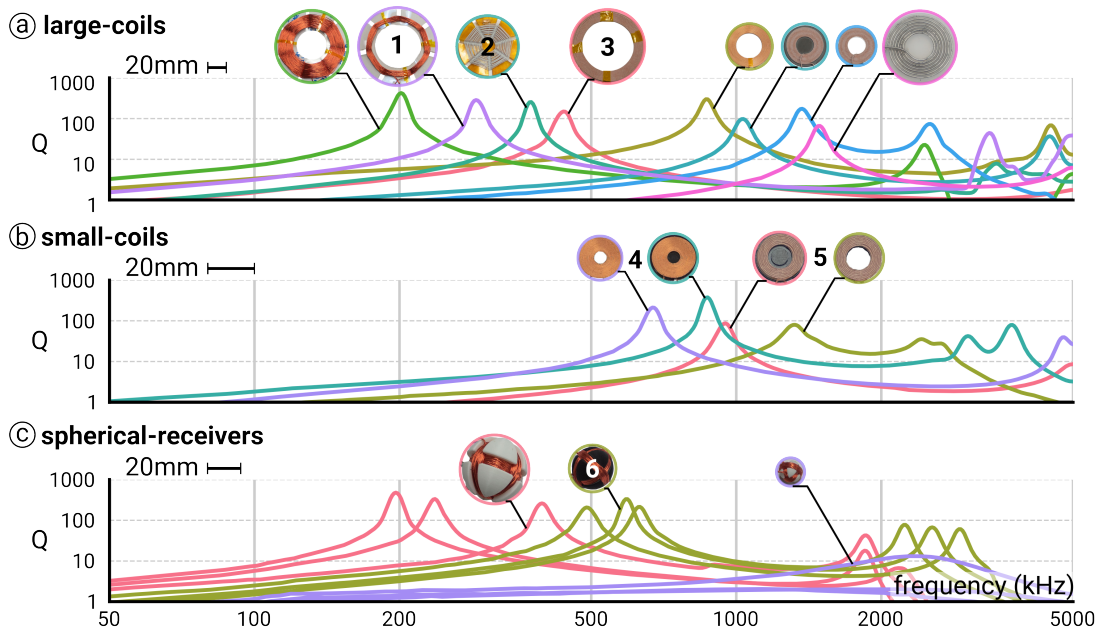 ⓐ large-coils
20mm
1
2
3
1000
100
Q
10
1
ⓑ small-coils
20mm
4
5
1000
100
Q
10
1
ⓒ spherical-receivers
20mm
6
1000
100
Q
10
1
frequency (kHz)
50
100
200
500
1000
2000
5000